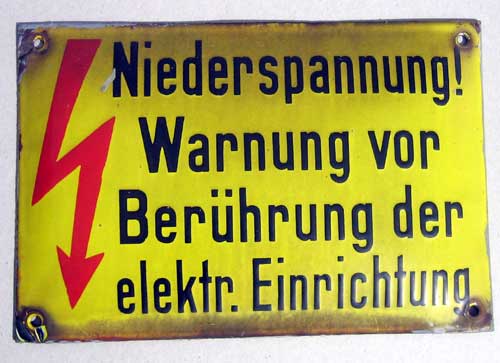 Niederspannung!
Warnung vor
Berührung der
elektr. Einrichtung